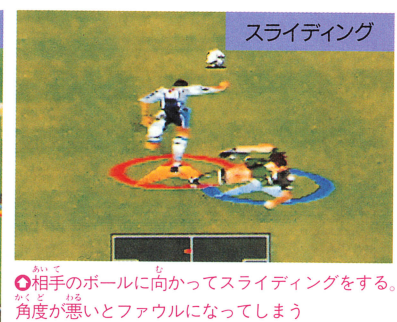 スライディング
✪相手のボールに向かってスライディングをする。
角度が悪いとファウルになってしまう